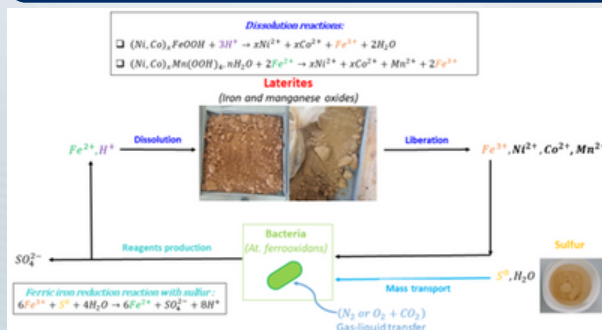 Dissolution reactions:
❑ (Ni, Co)ₓFeOOH + 3H⁺ → xNi²⁺ + xCo²⁺ + Fe³⁺ + 2H₂O
❑ (Ni, Co)ₓMn(OOH)₄.nH₂O + 2Fe²⁺ → xNi²⁺ + xCo²⁺ + Mn²⁺ + 2Fe³⁺
Laterites
(Iron and manganese oxides)
Fe²⁺, H⁺
Dissolution
Liberation
Fe³⁺, Ni²⁺, Co²⁺, Mn²⁺
Bacteria
(At. ferrooxidans)
Sulfur
SO₄²⁻
Reagents production
Mass transport
S⁰, H₂O
Ferric iron reduction reaction with sulfur:
6Fe³⁺ + S⁰ + 4H₂O → 6Fe²⁺ + SO₄²⁻ + 8H⁺
(N₂ or O₂ + CO₂)
Gas-liquid transfer